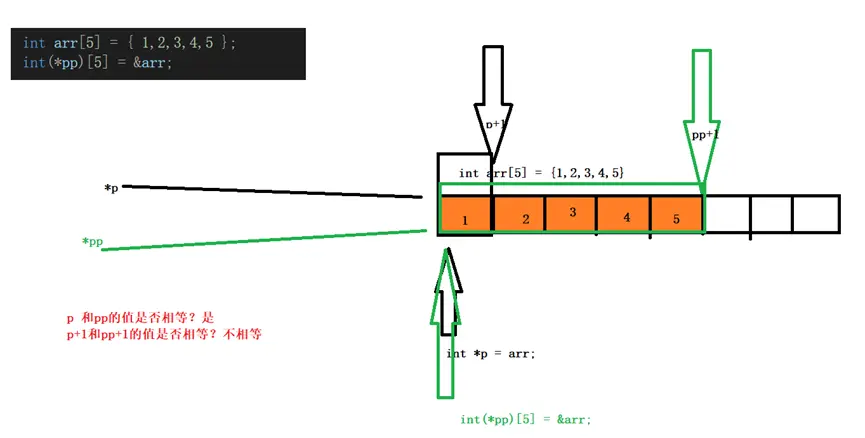 int arr[5] = { 1,2,3,4,5 };
int(*pp)[5] = &arr;
p+1
pp+1
int arr[5] = {1,2,3,4,5}
*p
1
2
3
4
5
*pp
p 和pp的值是否相等？是
p+1和pp+1的值是否相等？不相等
int *p = arr;
int(*pp)[5] = &arr;